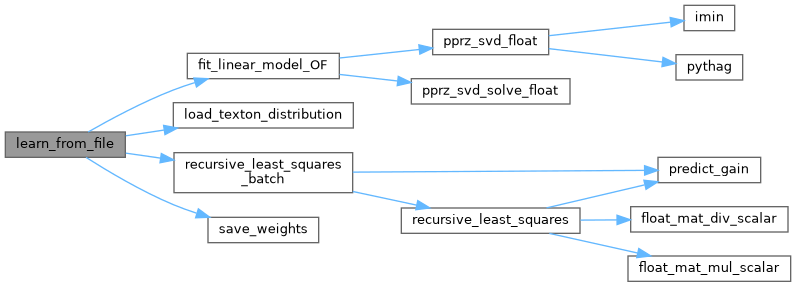 learn_from_file
fit_linear_model_OF
load_texton_distribution
recursive_least_squares
_batch
save_weights
pprz_svd_float
pprz_svd_solve_float
recursive_least_squares
imin
pythag
predict_gain
float_mat_div_scalar
float_mat_mul_scalar